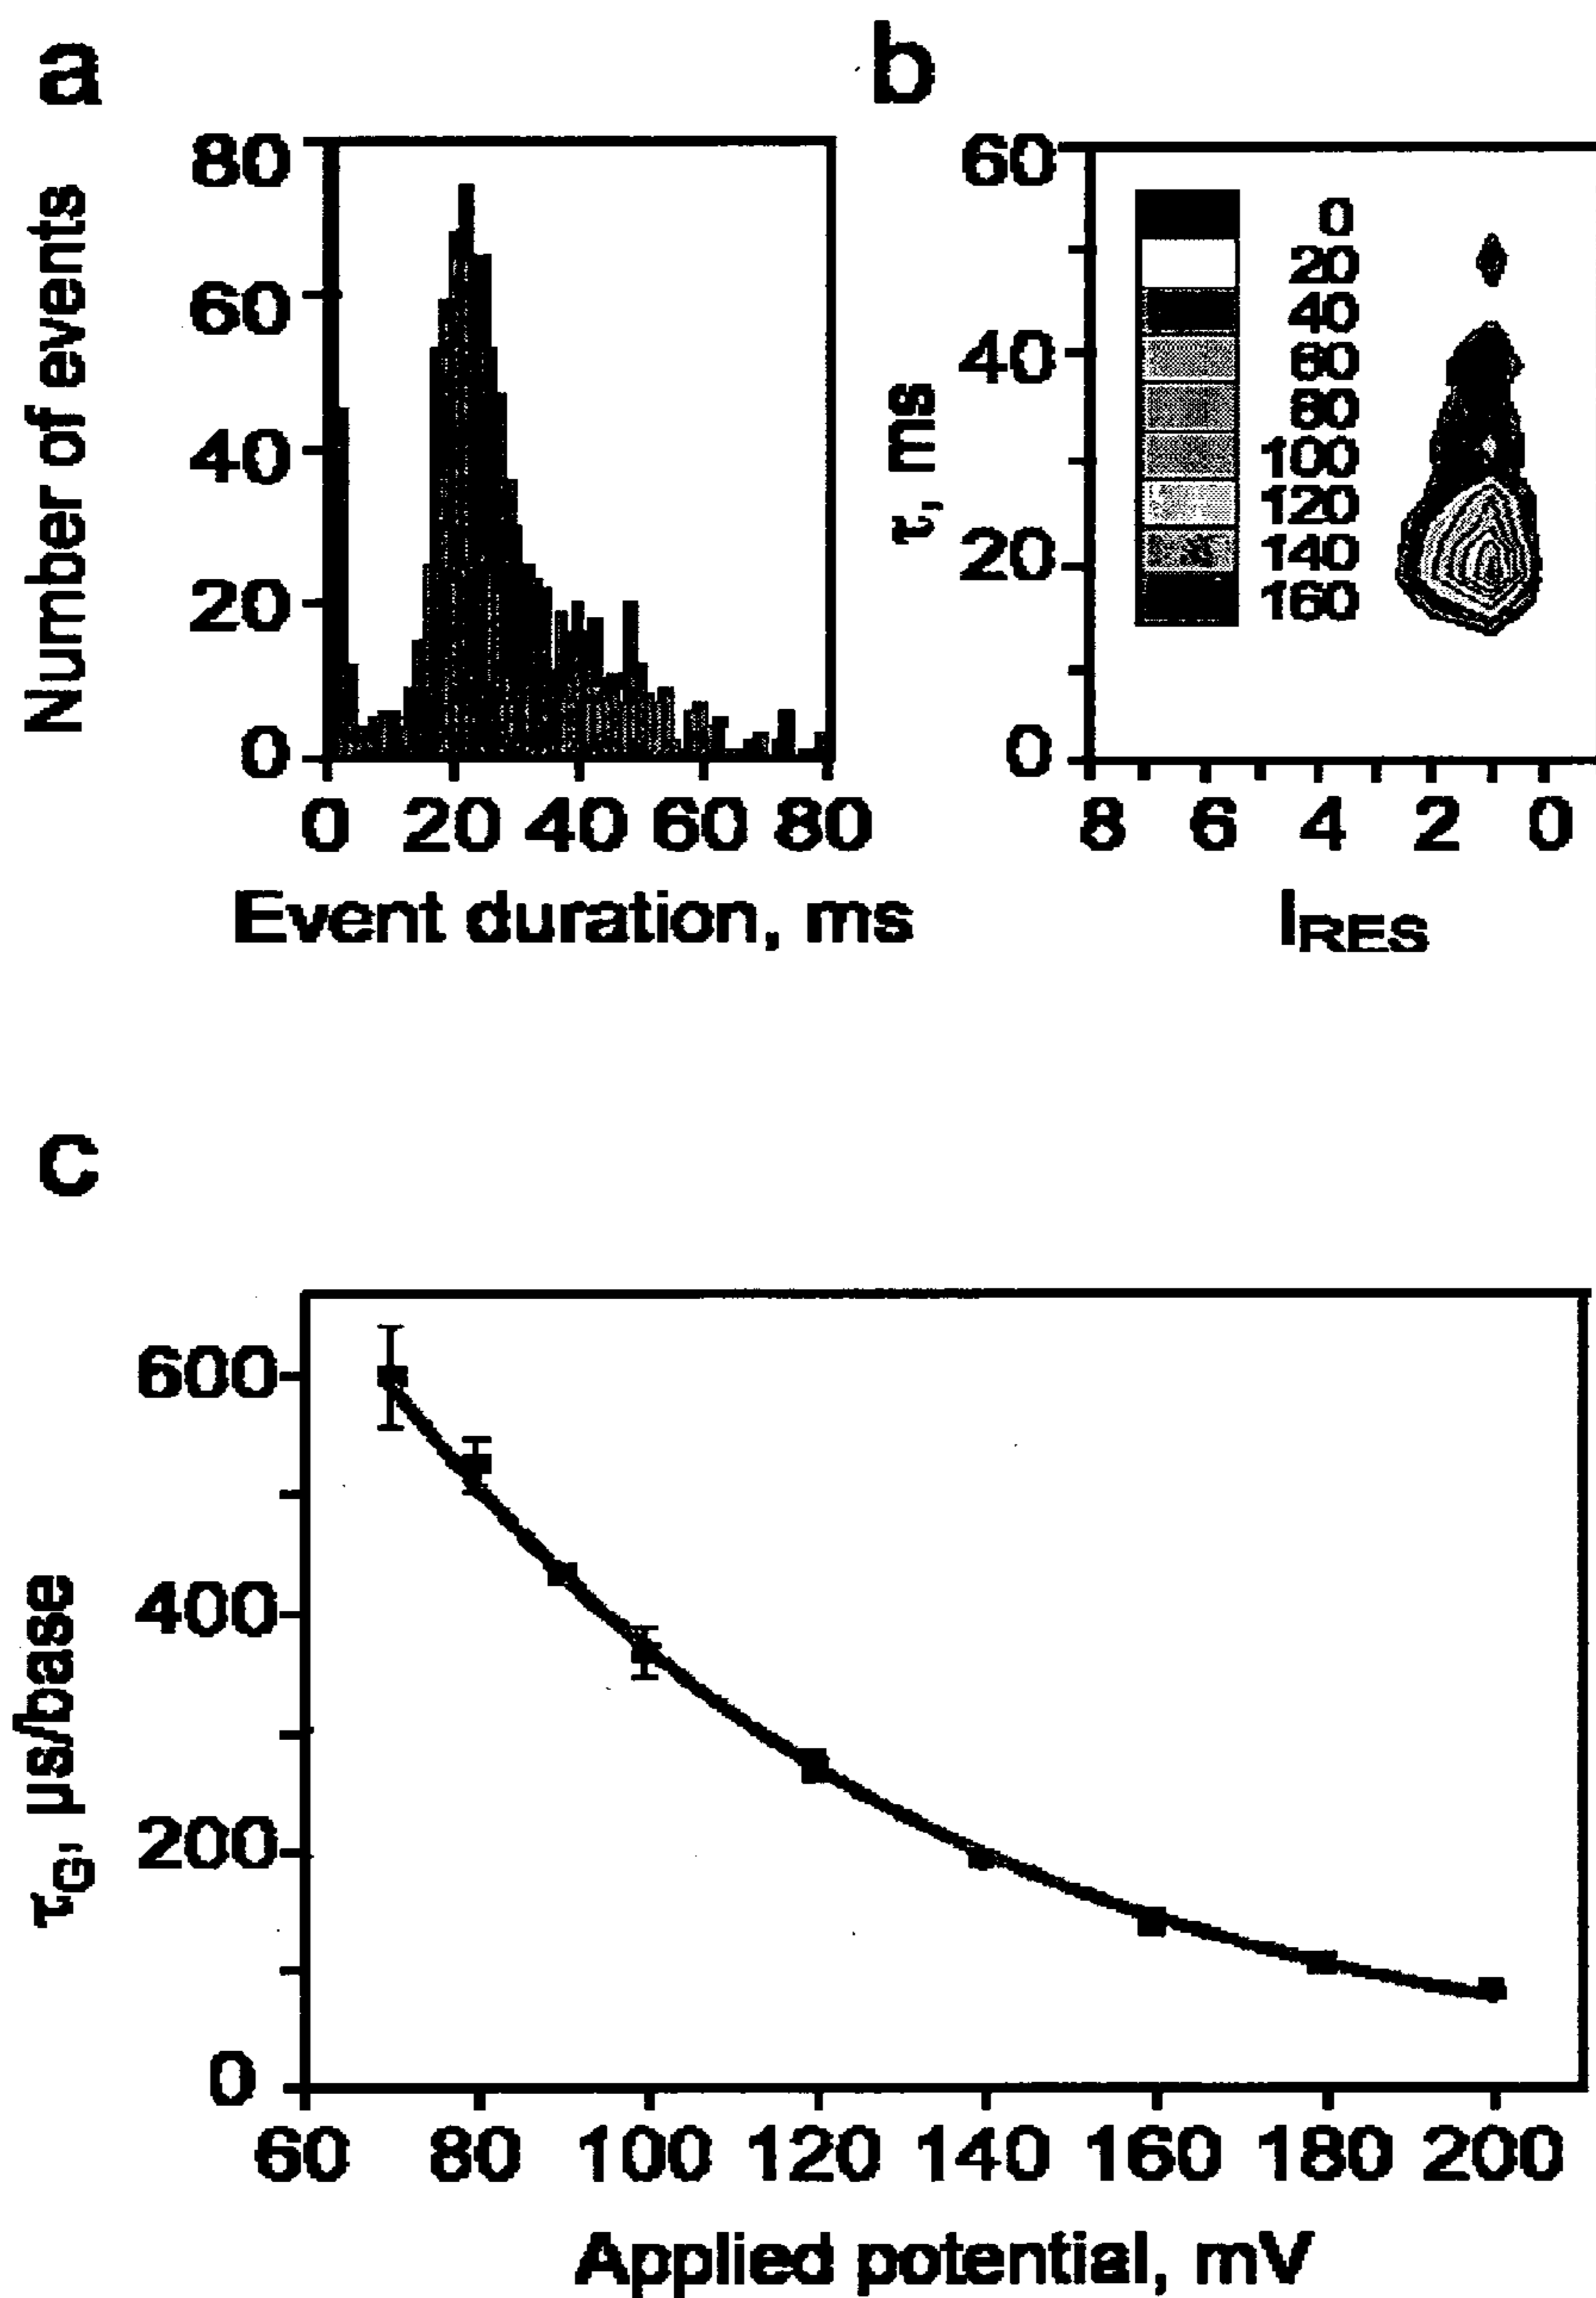 a
Number of events
80
60
40
20
0
0 20 40 60 80
Event duration, ms
b
τ, ms
60
40
20
0
0
20
40
60
80
100
120
140
160
8 6 4 2 0
IRES
c
τG, μs/base
600
400
200
0
60 80 100 120 140 160 180 200
Applied potential, mV